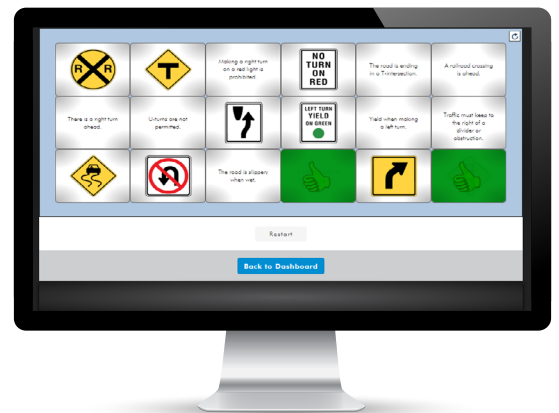 R R
Making a right turn
on a red light is
prohibited.
NO
TURN
ON
RED
The road is ending
in a T-intersection.
A railroad crossing
is ahead.
There is a right turn
ahead.
U-turns are not
permitted.
LEFT TURN
YIELD
ON GREEN
Yield when making
a left turn.
Traffic must keep to
the right of a
divider or
obstruction.
The road is slippery
when wet.
Restart
Back to Dashboard